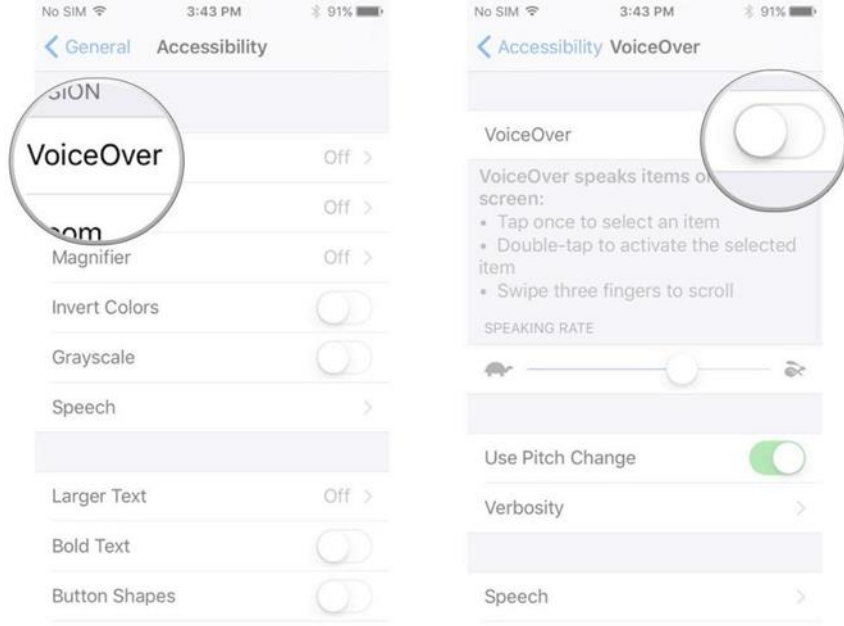 No SIM 3:43 PM 91%
General Accessibility
VoiceOver
Off
Off
Magnifier Off
Invert Colors
Grayscale
Speech
Larger Text Off
Bold Text
Button Shapes
No SIM 3:43 PM 91%
Accessibility VoiceOver
VoiceOver
VoiceOver speaks items
screen:
• Tap once to select an item
• Double-tap to activate the selected
item
• Swipe three fingers to scroll
SPEAKING RATE
Use Pitch Change
Verbosity
Speech